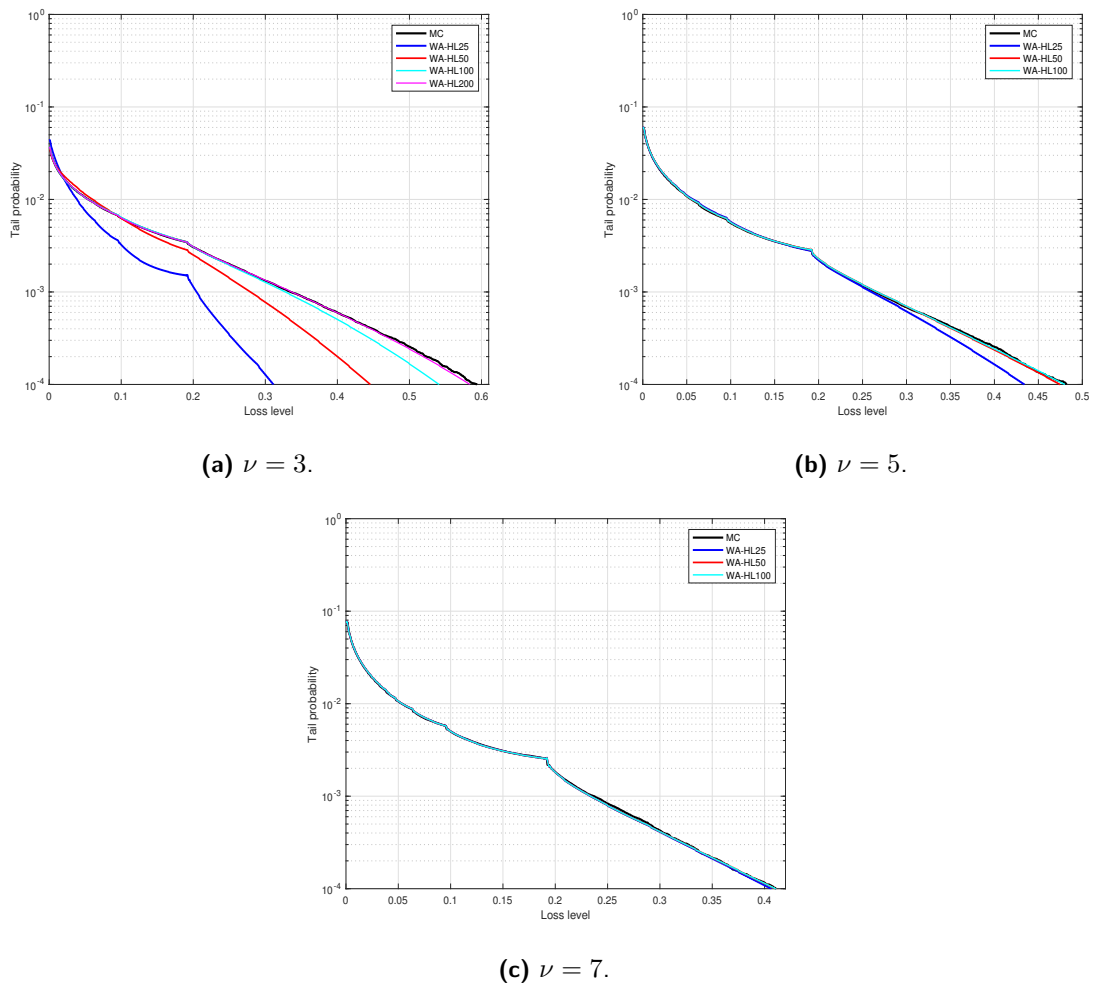 10^0
10^-1
10^-2
10^-3
10^-4
Tail probability
0 0.1 0.2 0.3 0.4 0.5 0.6
Loss level
MC
WA-HL25
WA-HL50
WA-HL100
WA-HL200
(a) ν = 3.
10^0
10^-1
10^-2
10^-3
10^-4
Tail probability
0 0.05 0.1 0.15 0.2 0.25 0.3 0.35 0.4 0.45 0.5
Loss level
MC
WA-HL25
WA-HL50
WA-HL100
(b) ν = 5.
10^0
10^-1
10^-2
10^-3
10^-4
Tail probability
0 0.05 0.1 0.15 0.2 0.25 0.3 0.35 0.4
Loss level
MC
WA-HL25
WA-HL50
WA-HL100
(c) ν = 7.